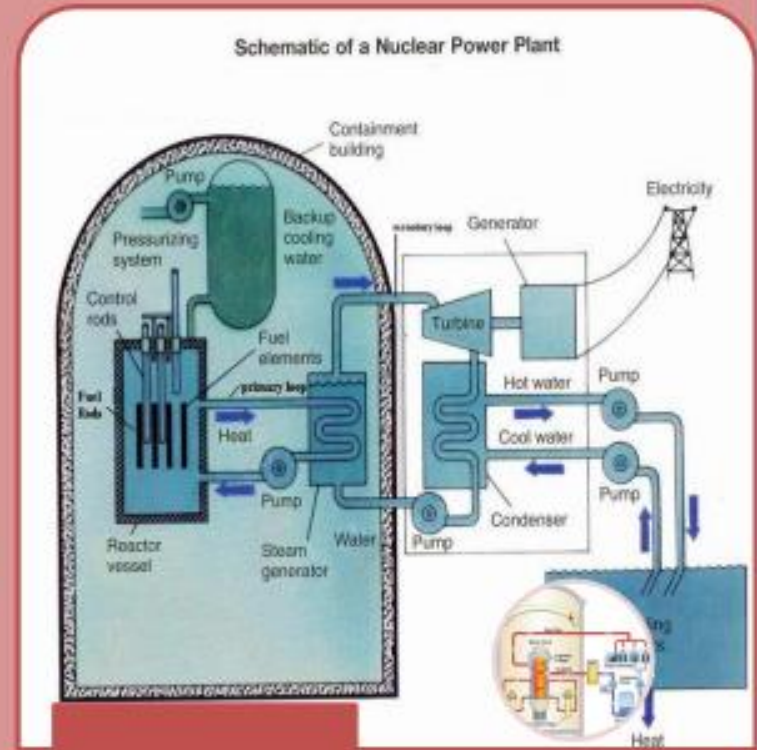 Schematic of a Nuclear Power Plant
Containment
building
Pump
Pressurizing
system
Backup
cooling
water
secondary loop
Generator
Electricity
Control
rods
Fuel
elements
Turbine
Fuel
Rods
primary loop
Heat
Hot water
Pump
Cool water
Pump
Pump
Condenser
Reactor
vessel
Steam
generator
Water
Pump
Heat